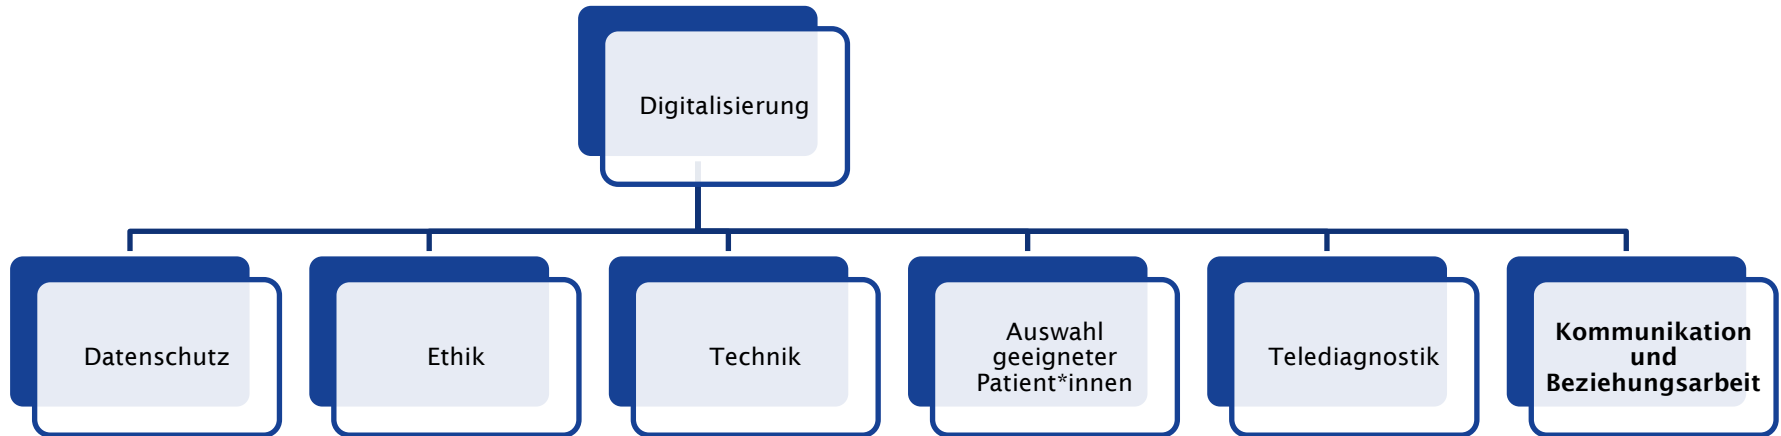 Digitalisierung
Datenschutz
Ethik
Technik
Auswahl
geeigneter
Patient*innen
Telediagnostik
Kommunikation
und
Beziehungsarbeit